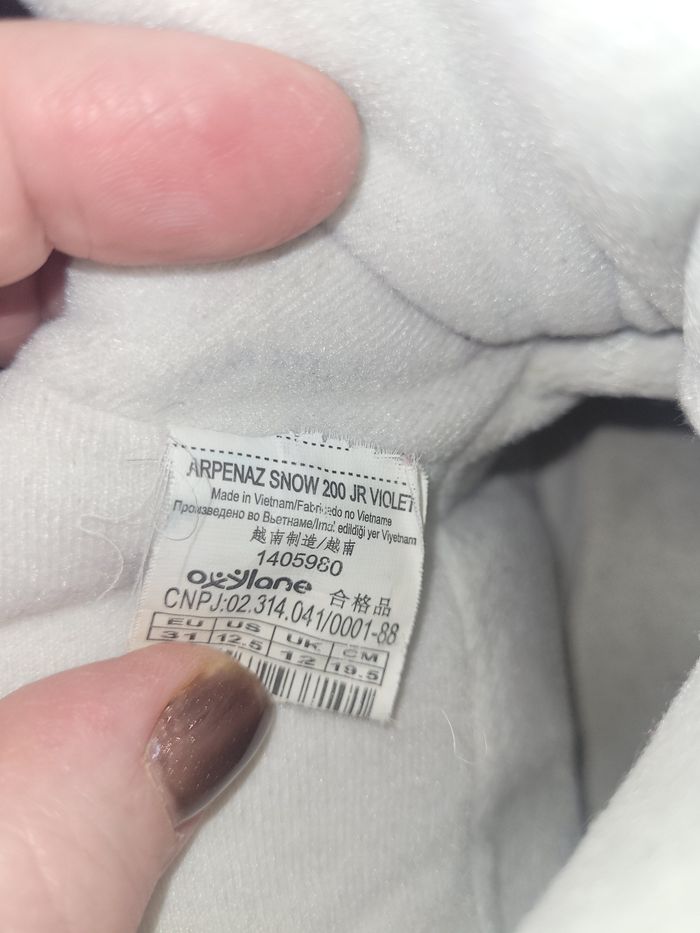 ARPENAZ SNOW 200 JR VIOLET
Made in Vietnam/Fabricado no Vietname
Произведено во Вьетнаме/İmal edildiği yer Viyetnam
越南制造/越南
1405980
oxylane 合格品
CNPJ:02.314.041/0001-88
EU US UK CM
31 12.5 12 19.5